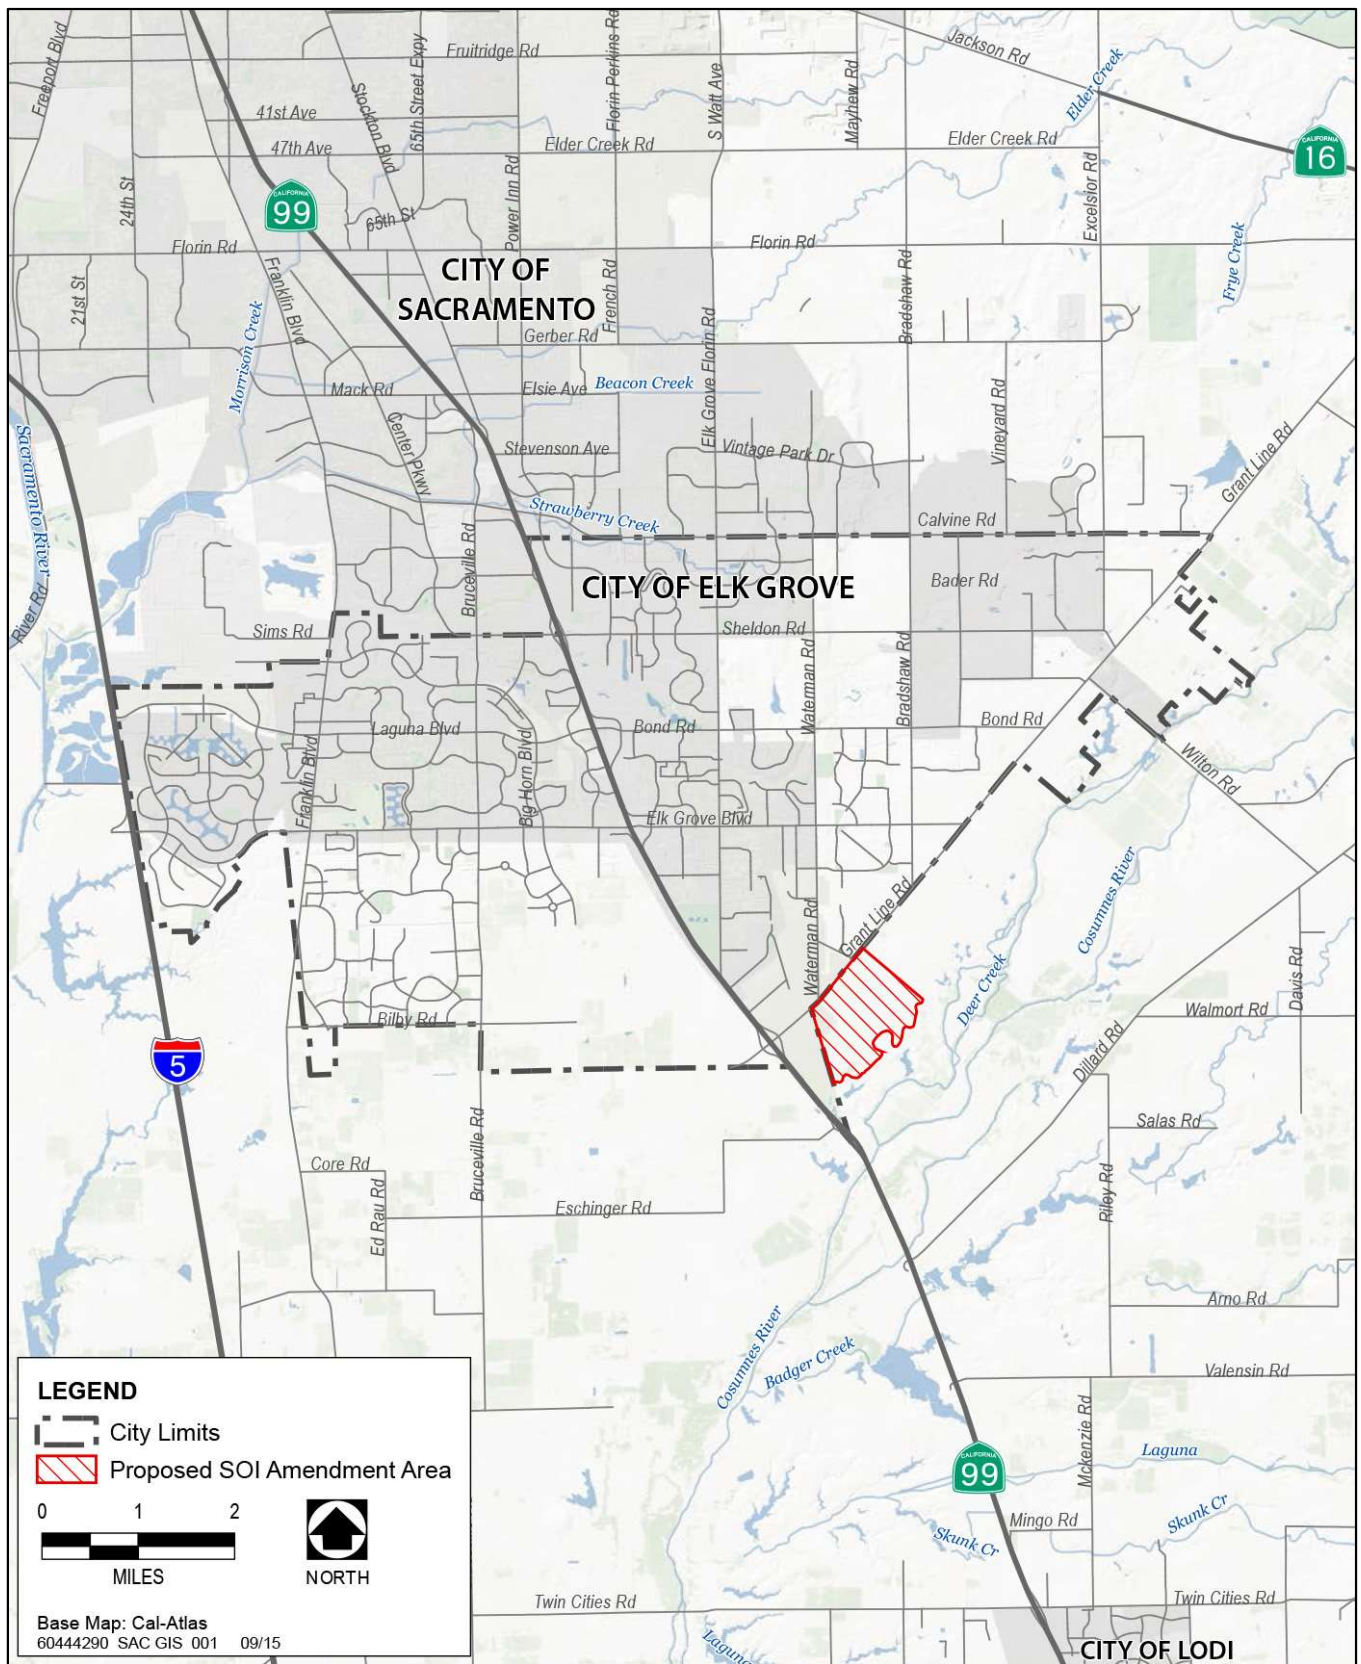 Freeport Blvd
Fruitridge Rd
65th Street Expy
Florin Perkins Rd
S Watt Ave
Mayhew Rd
Jackson Rd
Elder Creek
Stockton Blvd
41st Ave
47th Ave
Elder Creek Rd
Elder Creek Rd
CALIFORNIA
16
24th St
CALIFORNIA
99
65th St
Power Inn Rd
Excelsior Rd
Florin Rd
Florin Rd
Frye Creek
21st St
Franklin Blvd
CITY OF
SACRAMENTO
French Rd
Bradshaw Rd
Morrison Creek
Gerber Rd
Elk Grove Florin Rd
Mack Rd
Elsie Ave
Beacon Creek
Vineyard Rd
Center Pkwy
Stevenson Ave
Vintage Park Dr
Grant Line Rd
Sacramento River
Strawberry Creek
Calvine Rd
River Rd
Bruceville Rd
CITY OF ELK GROVE
Bader Rd
Sims Rd
Sheldon Rd
Waterman Rd
Bradshaw Rd
Laguna Blvd
Bond Rd
Bond Rd
Wilton Rd
Franklin Blvd
Big Horn Blvd
Elk Grove Blvd
Grant Line Rd
Cosumnes River
Waterman Rd
Deer Creek
Davis Rd
Bilby Rd
Walmort Rd
5
Dillard Rd
Bruceville Rd
Salas Rd
Core Rd
Ed Rau Rd
Eschinger Rd
Riley Rd
Arno Rd
Cosumnes River
Badger Creek
Valensin Rd
Mckenzie Rd
CALIFORNIA
99
Laguna
Skunk Cr
Mingo Rd
Skunk Cr
Twin Cities Rd
Twin Cities Rd
Laguna
CITY OF LODI
LEGEND
City Limits
Proposed SOI Amendment Area
0 1 2
MILES
NORTH
Base Map: Cal-Atlas
60444290 SAC GIS 001 09/15